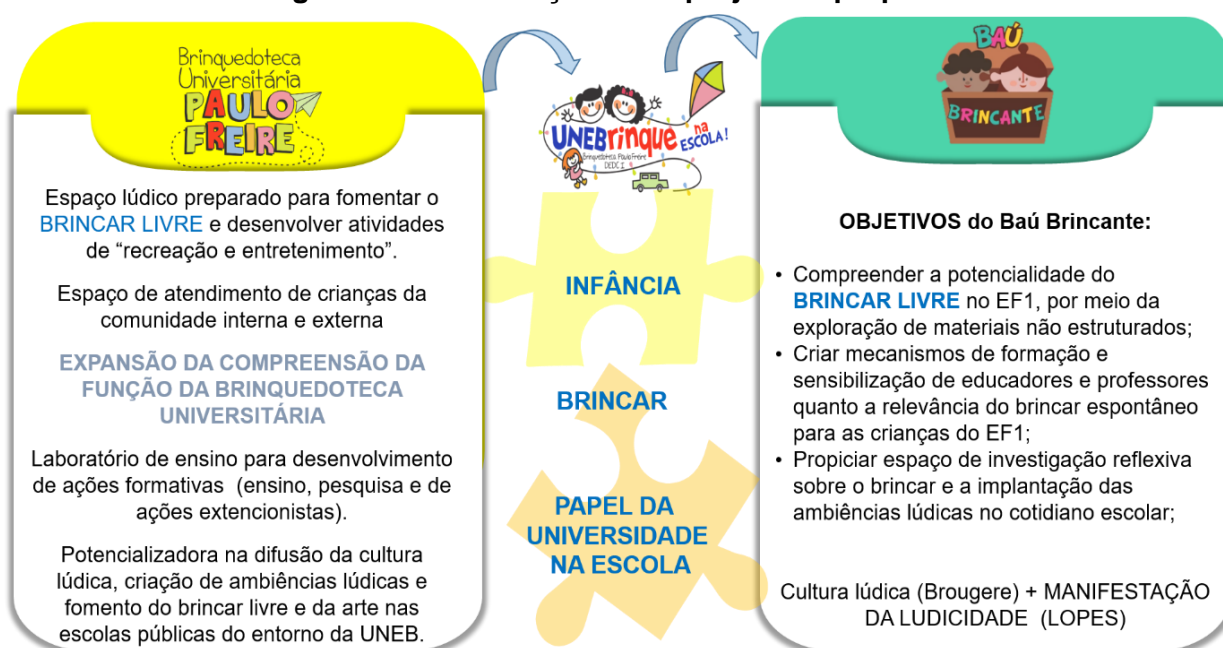 Brinquedoteca
Universitária
PAULO
FREIRE
Espaço lúdico preparado para fomentar o
BRINCAR LIVRE e desenvolver atividades
de “recreação e entretenimento”.
Espaço de atendimento de crianças da
comunidade interna e externa
EXPANSÃO DA COMPREENSÃO DA
FUNÇÃO DA BRINQUEDOTECA
UNIVERSITÁRIA
Laboratório de ensino para desenvolvimento
de ações formativas (ensino, pesquisa e de
ações extencionistas).
Potencializadora na difusão da cultura
lúdica, criação de ambiências lúdicas e
fomento do brincar livre e da arte nas
escolas públicas do entorno da UNEB.
UNEBrinque na ESCOLA!
Brinquedoteca Paulo Freire
DEDC I
INFÂNCIA
BRINCAR
PAPEL DA
UNIVERSIDADE
NA ESCOLA
BAÚ
BRINCANTE
OBJETIVOS do Baú Brincante:
• Compreender a potencialidade do
BRINCAR LIVRE no EF1, por meio da
exploração de materiais não estruturados;
• Criar mecanismos de formação e
sensibilização de educadores e professores
quanto a relevância do brincar espontâneo
para as crianças do EF1;
• Propiciar espaço de investigação reflexiva
sobre o brincar e a implantação das
ambiências lúdicas no cotidiano escolar;
Cultura lúdica (Brougere) + MANIFESTAÇÃO
DA LUDICIDADE (LOPES)